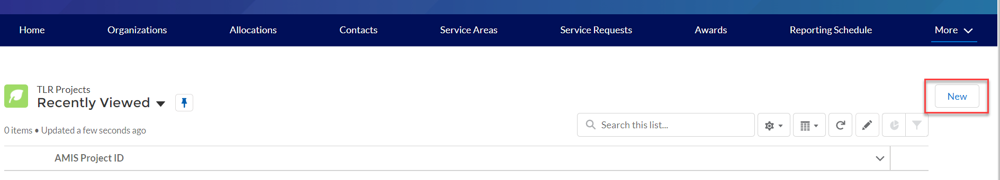 Home Organizations Allocations Contacts Service Areas Service Requests Awards Reporting Schedule More
TLR Projects
Recently Viewed
New
0 items • Updated a few seconds ago
Search this list...
AMIS Project ID